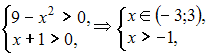 {9 - x² > 0, ⇒ {x ∈ (- 3;3),
{x + 1 > 0, {x > -1,